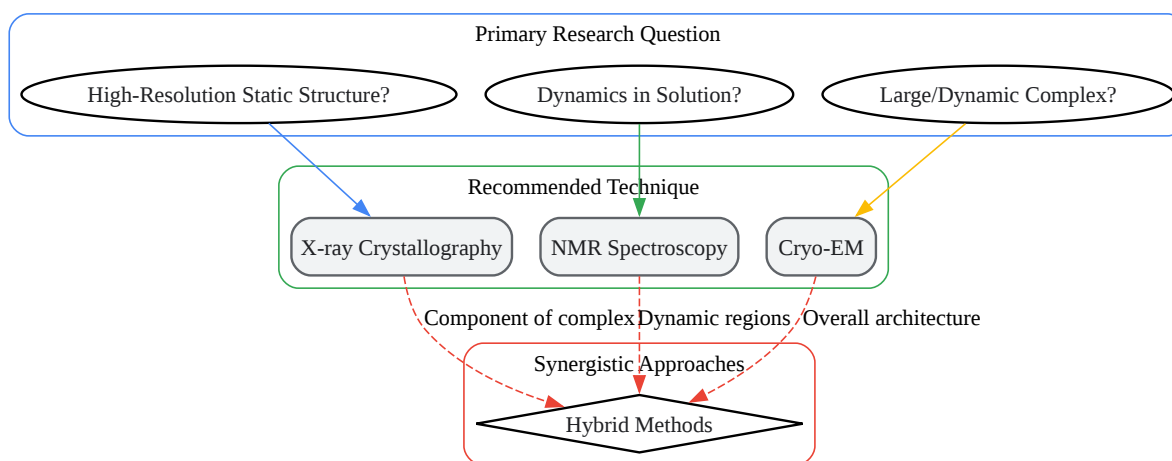 Primary Research Question
High-Resolution Static Structure?
Dynamics in Solution?
Large/Dynamic Complex?
Recommended Technique
X-ray Crystallography
NMR Spectroscopy
Cryo-EM
Component of complex
Dynamic regions
Overall architecture
Synergistic Approaches
Hybrid Methods